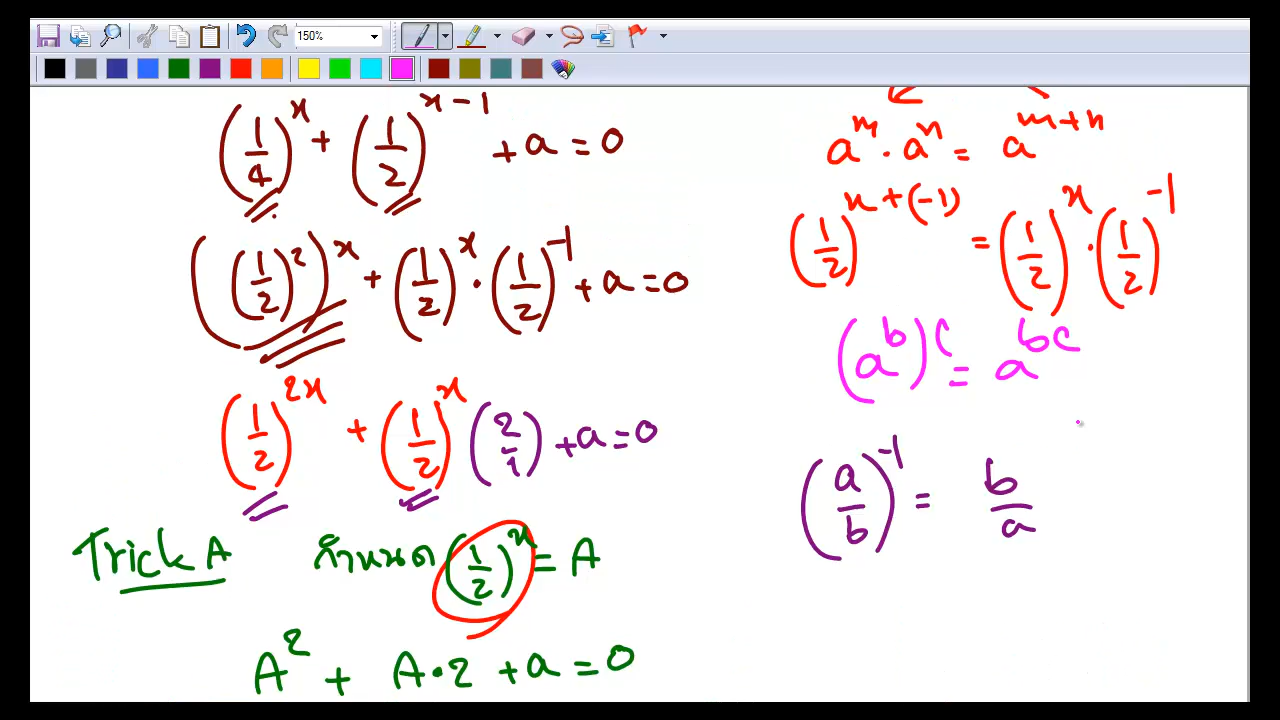 150%
(1/4)^x + (1/2)^(x-1) + a = 0
((1/2)^2)^x + (1/2)^x · (1/2)^-1 + a = 0
(1/2)^2x + (1/2)^x (2/1) + a = 0
Trick A กำหนด (1/2)^x = A
A^2 + A·2 + a = 0
a^m · a^n = a^(m+n)
(1/2)^(x+(-1)) = (1/2)^x · (1/2)^-1
(a^b)^c = a^bc
(a/b)^-1 = b/a